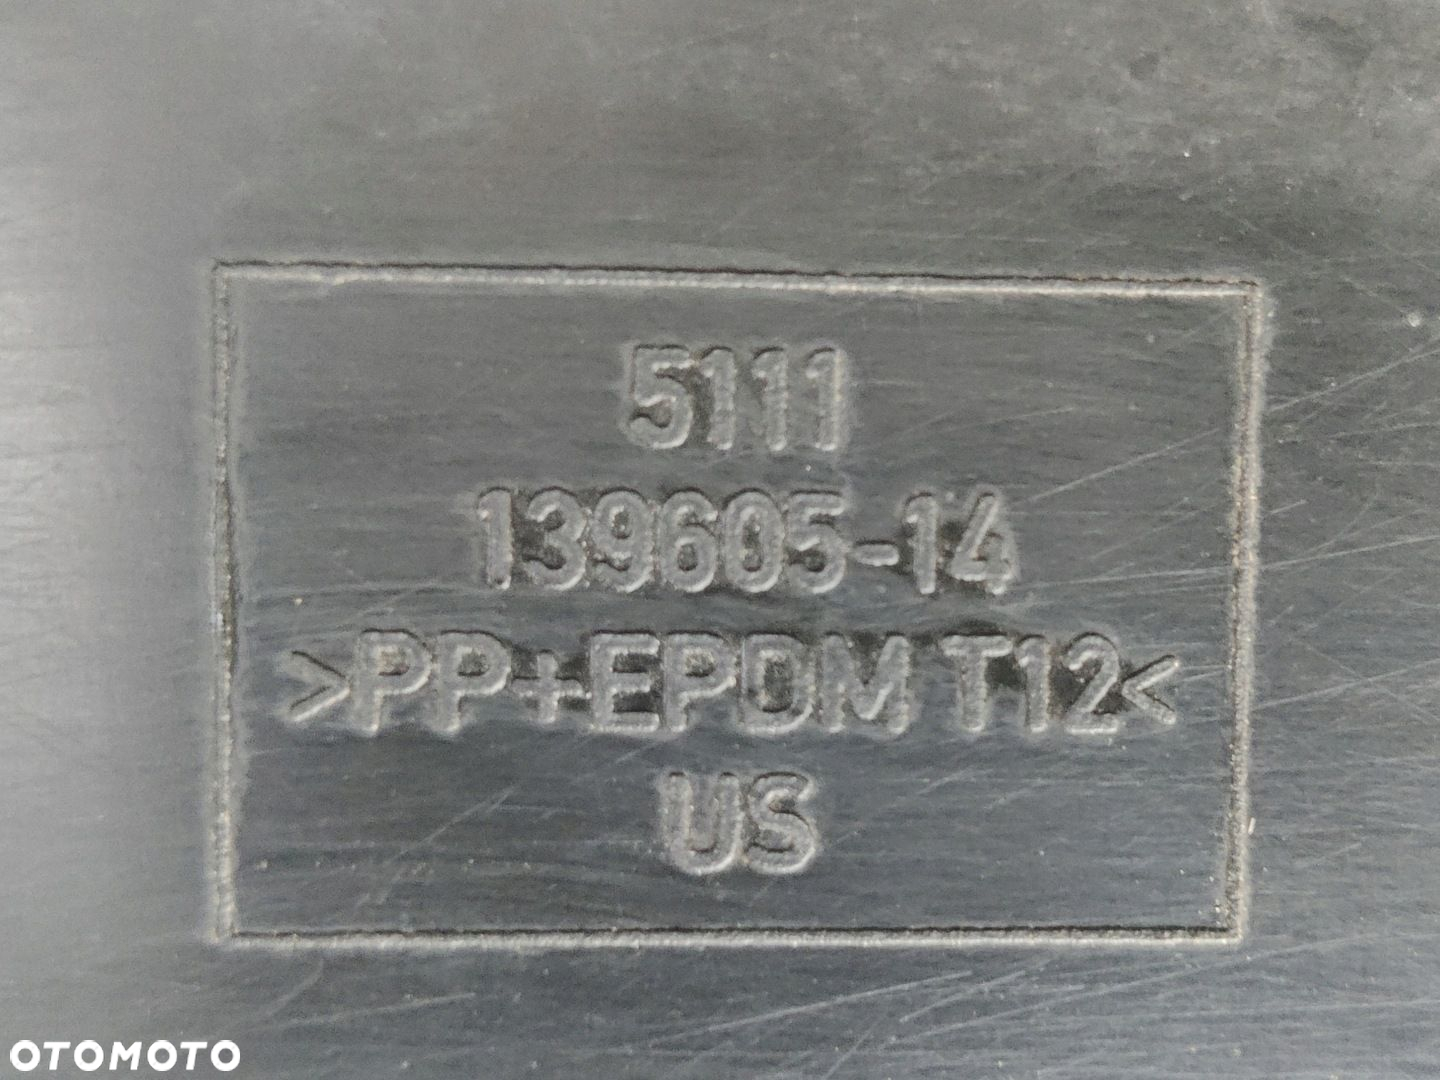 5111
139605-14
>PP+EPDM T12<
US
OTOMOTO